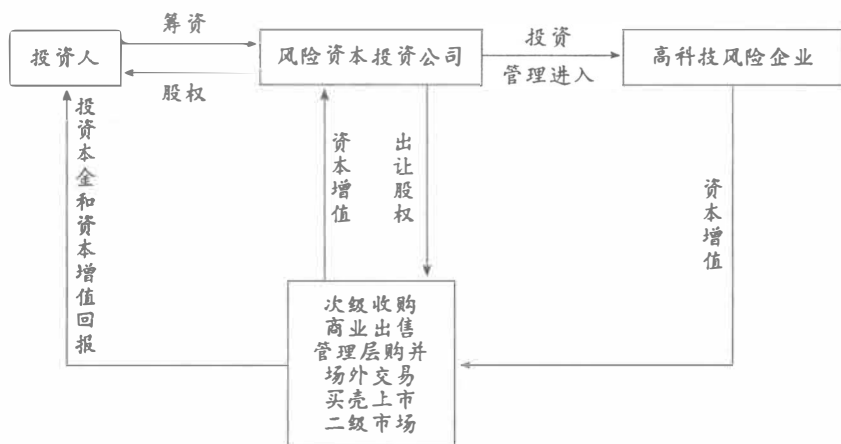 筹资
投资
投资人
风险资本投资公司
高科技风险企业
股权
管理进入
投资本金和资本增值回报
资本增值
出让股权
资本增值
次级收购
商业出售
管理层购并
场外交易
买壳上市
二级市场